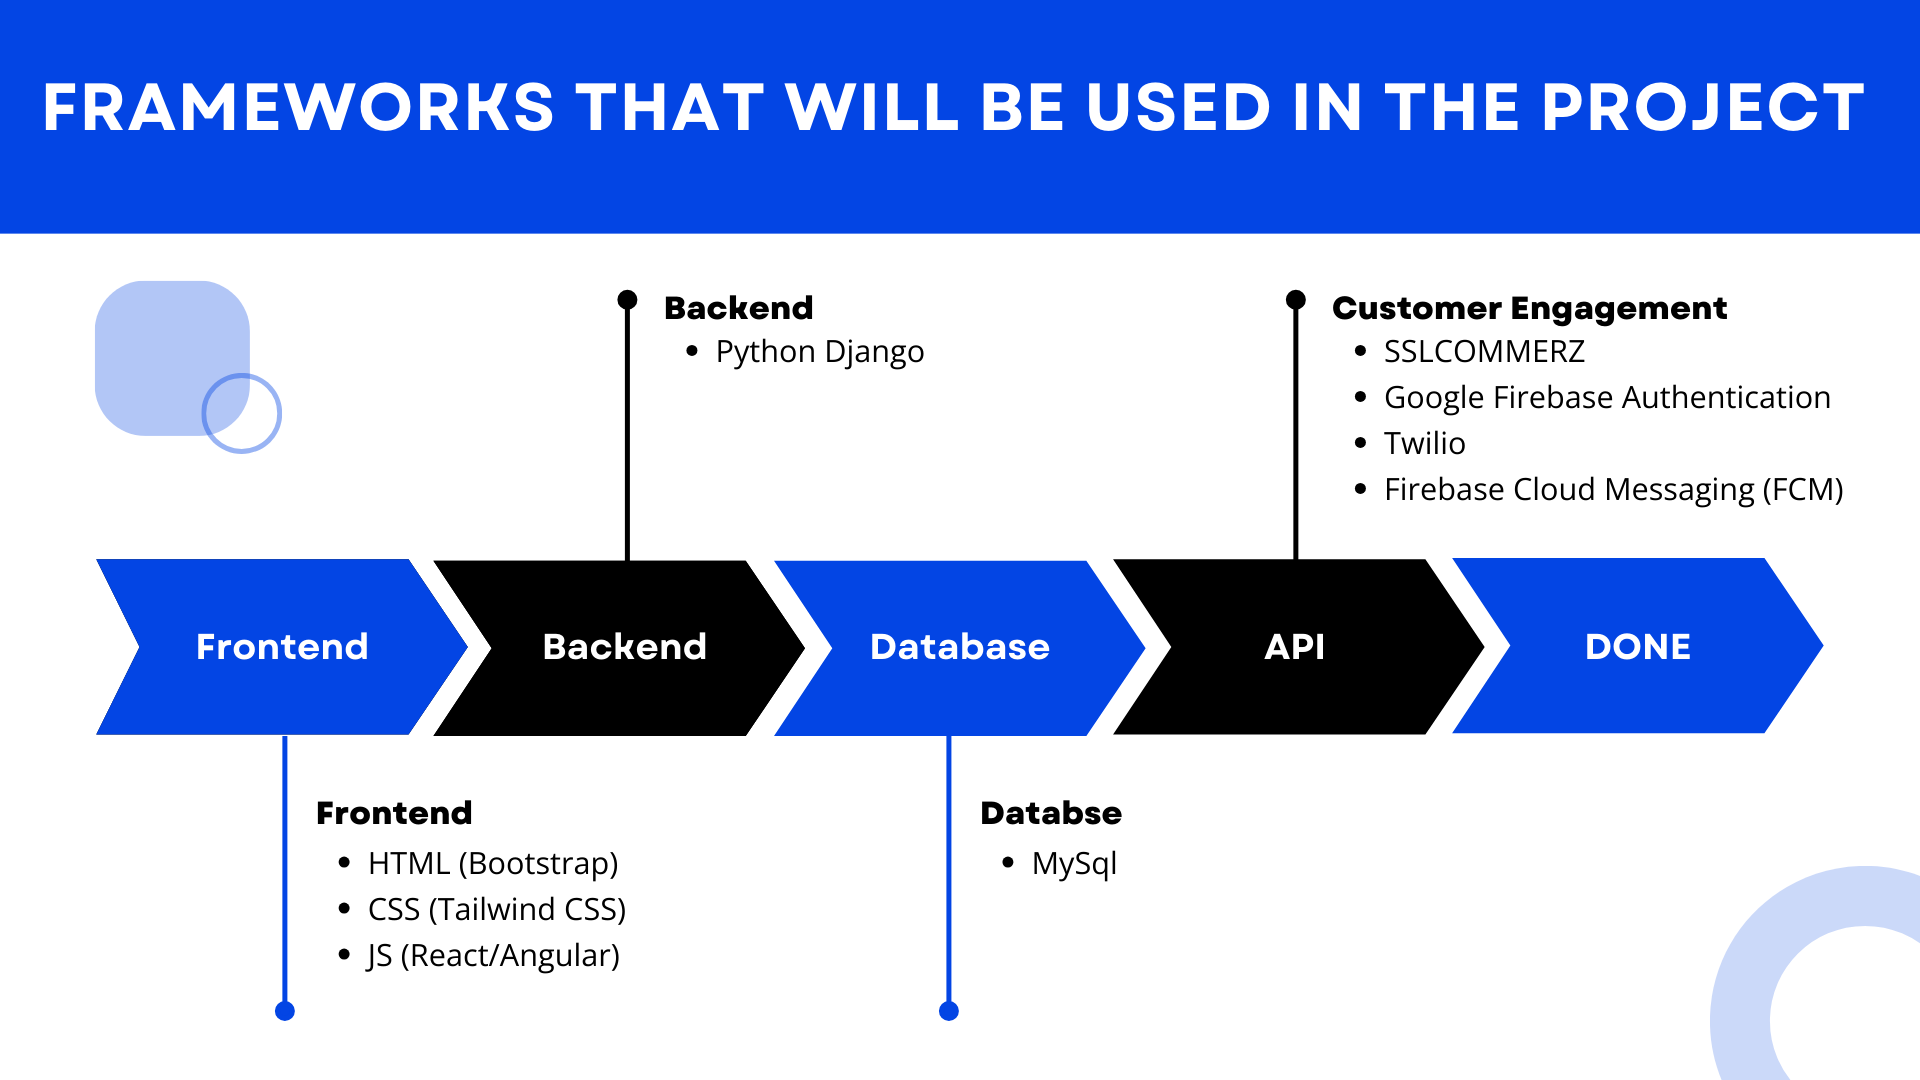 FRAMEWORKS THAT WILL BE USED IN THE PROJECT
Backend
• Python Django
Customer Engagement
• SSLCOMMERZ
• Google Firebase Authentication
• Twilio
• Firebase Cloud Messaging (FCM)
Frontend
Backend
Database
API
DONE
Frontend
• HTML (Bootstrap)
• CSS (Tailwind CSS)
• JS (React/Angular)
Databse
• MySql